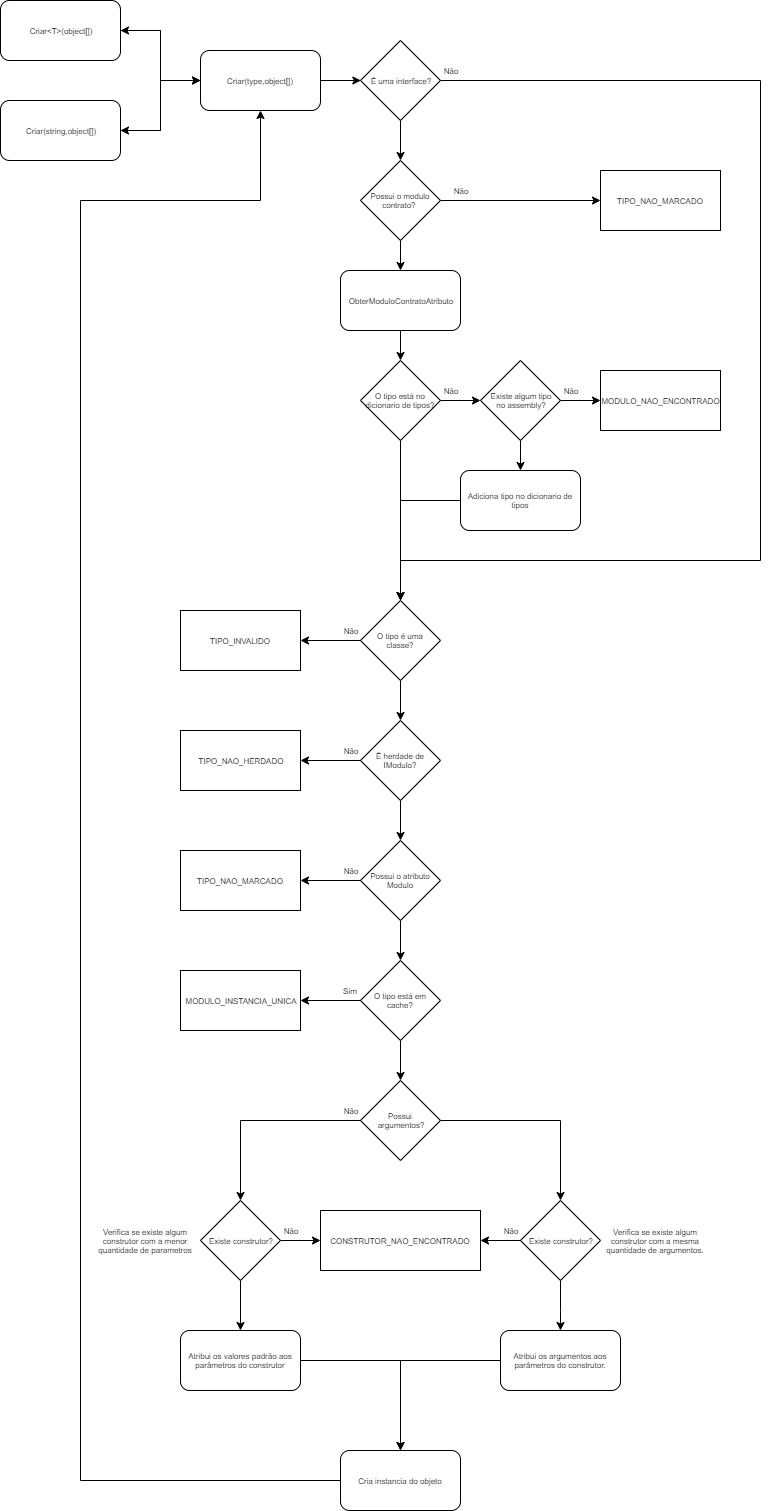 Criar<T>(object[])
Criar(type,object[])
É uma interface?
Não
Criar(string,object[])
Possui o modulo
contrato?
Não
TIPO_NAO_MARCADO
ObterModuloContratoAtributo
O tipo está no
dicionario de tipos?
Não
Existe algum tipo
no assembly?
Não
MODULO_NAO_ENCONTRADO
Adiciona tipo no dicionario de
tipos
O tipo é uma
classe?
Não
TIPO_INVALIDO
É herdade de
IModulo?
Não
TIPO_NAO_HERDADO
Possui o atributo
Modulo
Não
TIPO_NAO_MARCADO
O tipo está em
cache?
Sim
MODULO_INSTANCIA_UNICA
Possui
argumentos?
Não
Verifica se existe algum
construtor com a menor
quantidade de parametros
Existe construtor?
Não
CONSTRUTOR_NAO_ENCONTRADO
Não
Existe construtor?
Verifica se existe algum
construtor com a mesma
quantidade de argumentos.
Atribui os valores padrão aos
parâmetros do construtor
Atribui os argumentos aos
parâmetros do construtor.
Cria instancia do objeto